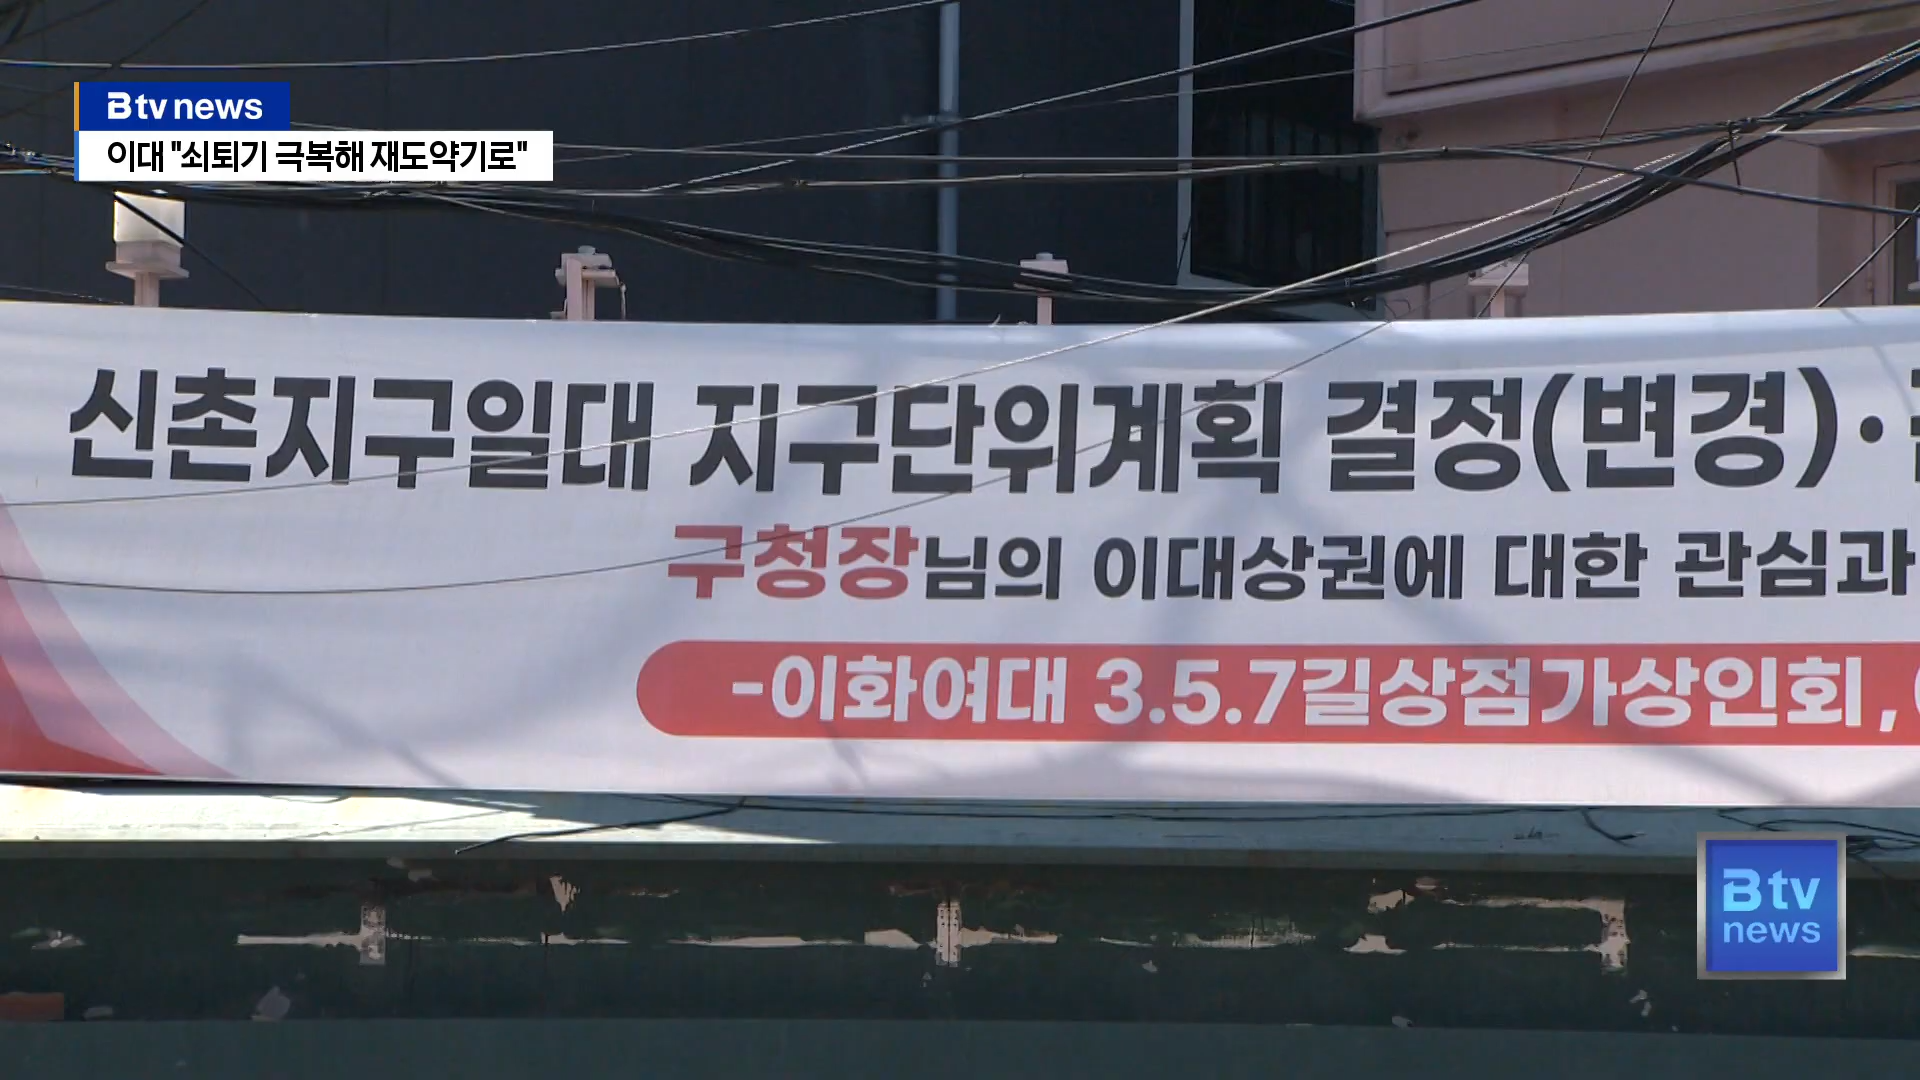 B tv news
이대 "쇠퇴기 극복해 재도약기로"
신촌지구일대 지구단위계획 결정(변경)·
구청장님의 이대상권에 대한 관심과
-이화여대 3.5.7길상점가상인회,
B tv
news